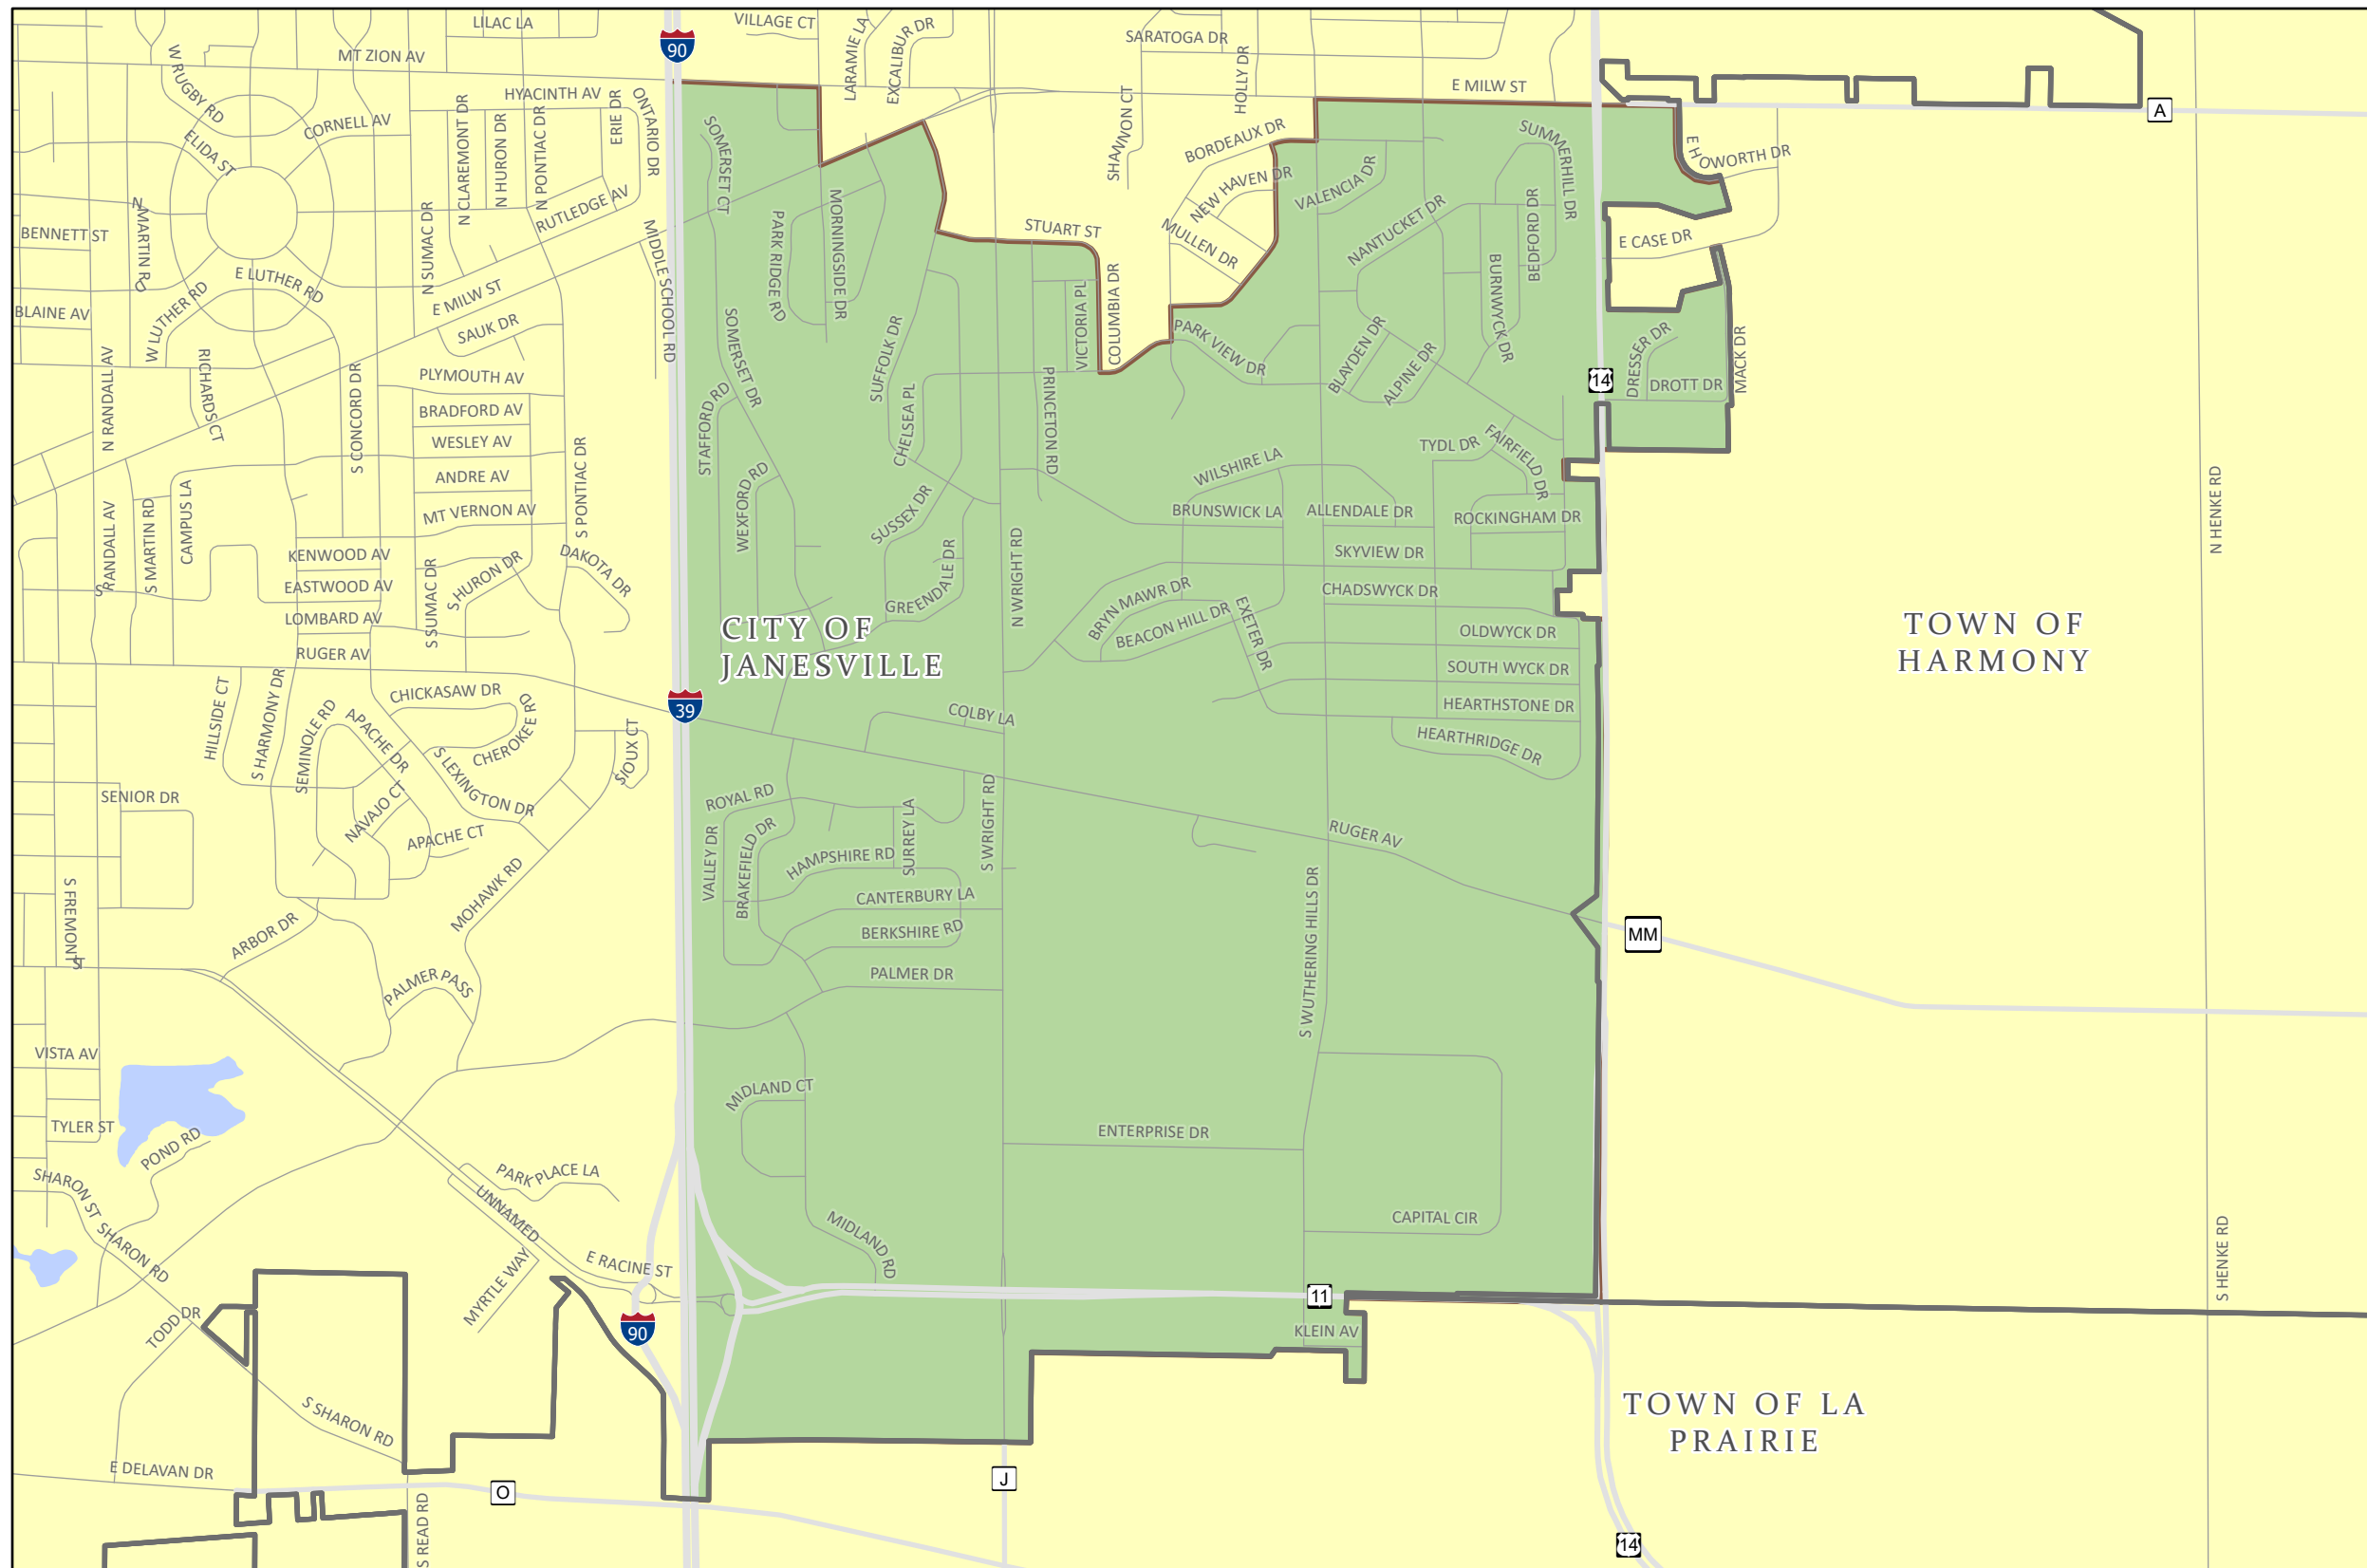 LILAC LA
VILLAGE CT
LARAMIE LA
EXCALIBUR DR
SARATOGA DR
HOLLY DR
W RUGBY RD
MT ZION AV
90
E MILW ST
A
HYACINTH AV
ERIE DR
ONTARIO DR
CORNELL AV
ELIDA ST
N CLAREMONT DR
N HURON DR
N PONTIAC DR
SOMERSET CT
SHANNON CT
BORDEAUX DR
SUMMERHILL DR
E HOWORTH DR
NEW HAVEN DR
VALENCIA DR
N MARTIN RD
BENNETT ST
N SUMAC DR
RUTLEDGE AV
MIDDLE SCHOOL RD
PARK RIDGE RD
MORNINGSIDE DR
STUART ST
MULLEN DR
NANTUCKET DR
BEDFORD DR
E CASE DR
E LUTHER RD
W LUTHER RD
E MILW ST
BLAINE AV
SAUK DR
SOMERSET DR
SUFFOLK DR
VICTORIA PL
COLUMBIA DR
PARK VIEW DR
BURNWYCK DR
BLAYDEN DR
ALPINE DR
14
DRESSER DR
DROTT DR
MACK DR
N RANDALL AV
RICHARDS CT
S CONCORD DR
PLYMOUTH AV
BRADFORD AV
WESLEY AV
ANDRE AV
MT VERNON AV
S PONTIAC DR
STAFFORD RD
CHELSEA PL
PRINCETON RD
WEXFORD RD
SUSSEX DR
WILSHIRE LA
TYDL DR
FAIRFIELD DR
BRUNSWICK LA
ALLENDALE DR
ROCKINGHAM DR
N HENKE RD
S RANDALL AV
S MARTIN RD
CAMPUS LA
KENWOOD AV
EASTWOOD AV
LOMBARD AV
S SUMAC DR
S HURON DR
DAKOTA DR
GREENDALE DR
N WRIGHT RD
SKYVIEW DR
CHADSWYCK DR
BRYN MAWR DR
BEACON HILL DR
EXETER DR
OLDWYCK DR
SOUTH WYCK DR
HEARTHSTONE DR
HEARTHRIDGE DR
CITY OF
JANESVILLE
TOWN OF
HARMONY
RUGER AV
HILLSIDE CT
S HARMONY DR
SEMINOLE RD
APACHE DR
CHICKASAW DR
CHEROKEE RD
SIOUX CT
39
COLBY LA
S LEXINGTON DR
NAVAJO CT
APACHE CT
SENIOR DR
ROYAL RD
VALLEY DR
BRAKEFIELD DR
HAMPSHIRE RD
SURREY LA
S WRIGHT RD
RUGER AV
CANTERBURY LA
BERKSHIRE RD
PALMER DR
S WUTHERING HILLS DR
MM
S FREMONT ST
ARBOR DR
MOHAWK RD
PALMER PASS
VISTA AV
TYLER ST
POND RD
MIDLAND CT
ENTERPRISE DR
SHARON ST
SHARON RD
PARK PLACE LA
UNNAMED
MYRTLE WAY
E RACINE ST
MIDLAND RD
CAPITAL CIR
S HENKE RD
11
90
KLEIN AV
TODD DR
S SHARON RD
TOWN OF LA
PRAIRIE
E DELAVAN DR
O
J
S READ RD
14